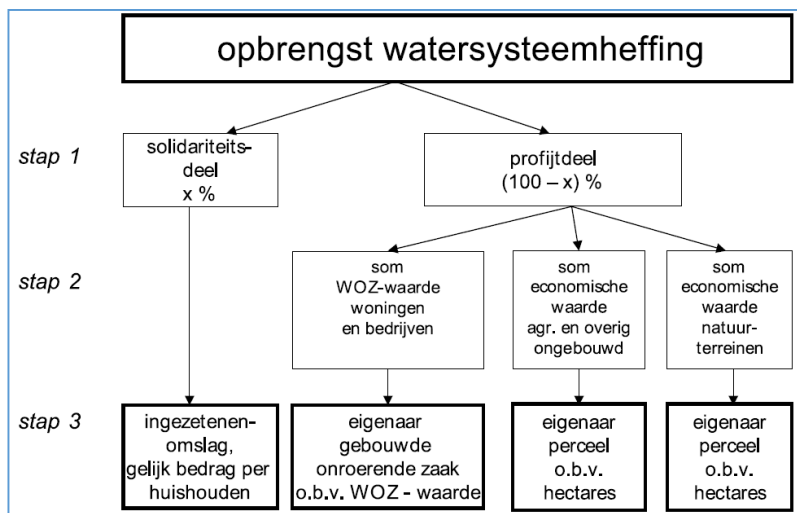 opbrengst watersysteemheffing
stap 1
solidariteits-
deel
x %
profijtdeel
(100 – x) %
stap 2
som
WOZ-waarde
woningen
en bedrijven
som
economische
waarde
agr. en overig
ongebouwd
som
economische
waarde
natuur-
terreinen
stap 3
ingezetenen-
omslag,
gelijk bedrag per
huishouden
eigenaar
gebouwde
onroerende zaak
o.b.v. WOZ - waarde
eigenaar
perceel
o.b.v.
hectares
eigenaar
perceel
o.b.v.
hectares